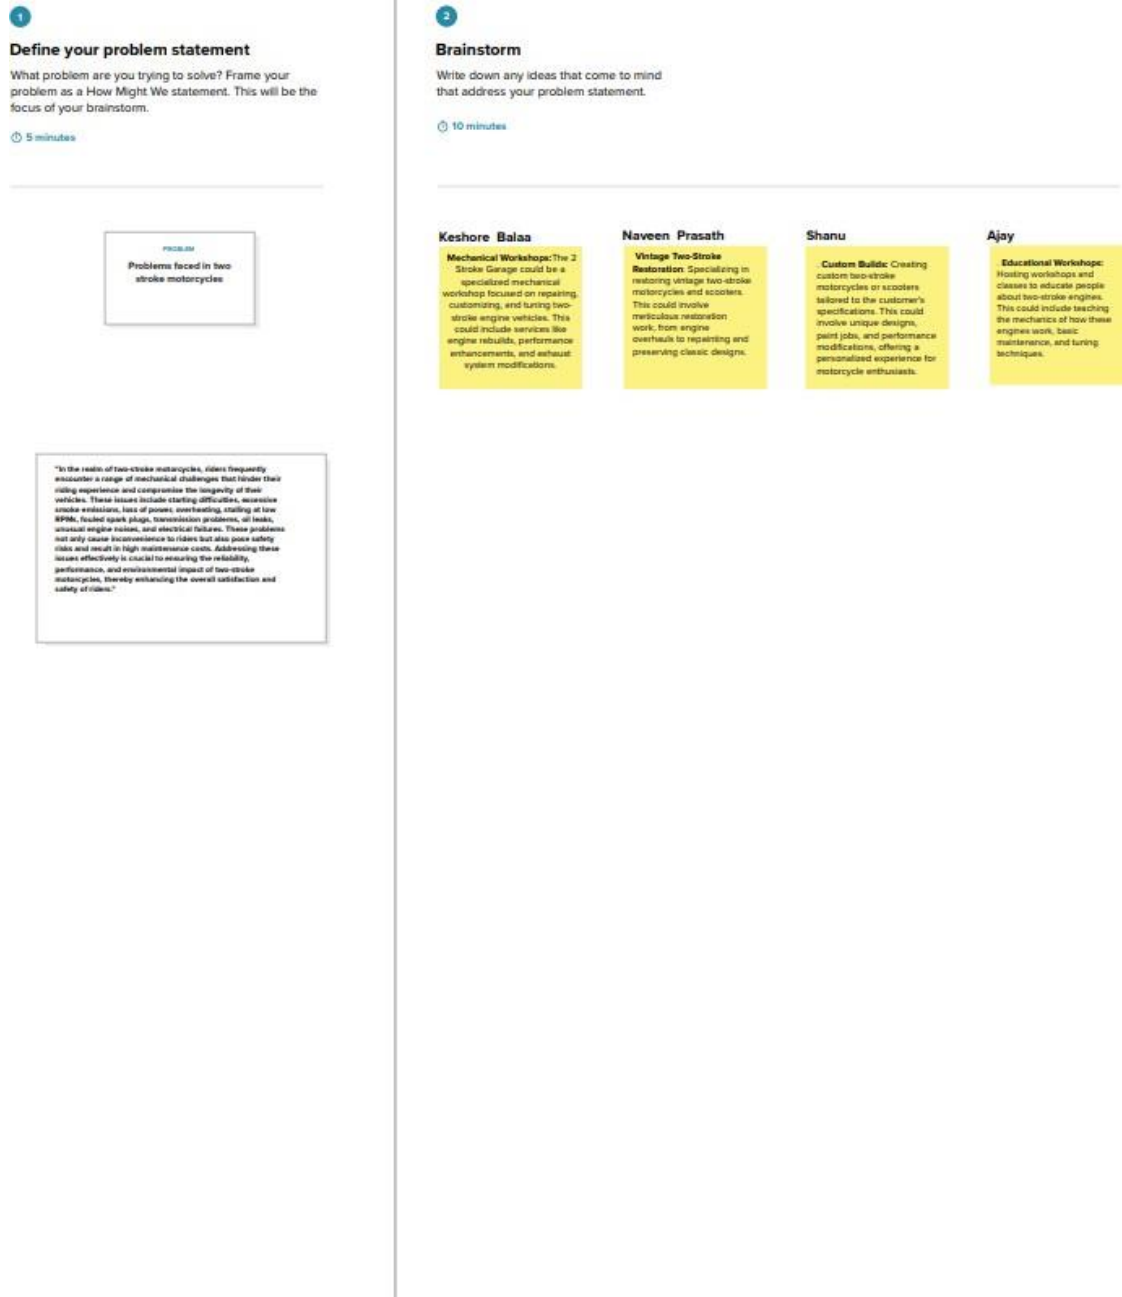 1
Define your problem statement
What problem are you trying to solve? Frame your
problem as a How Might We statement. This will be the
focus of your brainstorm.
5 minutes
PROBLEM
Problems faced in two
stroke motorcycles
"In the realm of two-stroke motorcycles, riders frequently
encounter a range of mechanical challenges that hinder their
riding experience and compromise the longevity of their
vehicles. These issues include starting difficulties, excessive
smoke emissions, loss of power, overheating, stalling at low
RPMs, fouled spark plugs, transmission problems, oil leaks,
unusual engine noises, and electrical failures. These problems
not only cause inconvenience to riders but also pose safety
risks and result in high maintenance costs. Addressing these
issues effectively is crucial to ensuring the reliability,
performance, and environmental impact of two-stroke
motorcycles, thereby enhancing the overall satisfaction and
safety of riders."
2
Brainstorm
Write down any ideas that come to mind
that address your problem statement.
10 minutes
Keshore Balaa
Mechanical Workshops:The 2
Stroke Garage could be a
specialized mechanical
workshop focused on repairing,
customizing, and tuning two-
stroke engine vehicles. This
could include services like
engine rebuilds, performance
enhancements, and exhaust
system modifications.
Naveen Prasath
Vintage Two-Stroke
Restoration: Specializing in
restoring vintage two-stroke
motorcycles and scooters.
This could involve
meticulous restoration
work, from engine
overhauls to repainting and
preserving classic designs.
Shanu
. Custom Builds: Creating
custom two-stroke
motorcycles or scooters
tailored to the customer's
specifications. This could
involve unique designs,
paint jobs, and performance
modifications, offering a
personalized experience for
motorcycle enthusiasts.
Ajay
. Educational Workshops:
Hosting workshops and
classes to educate people
about two-stroke engines.
This could include teaching
the mechanics of how these
engines work, basic
maintenance, and tuning
techniques.